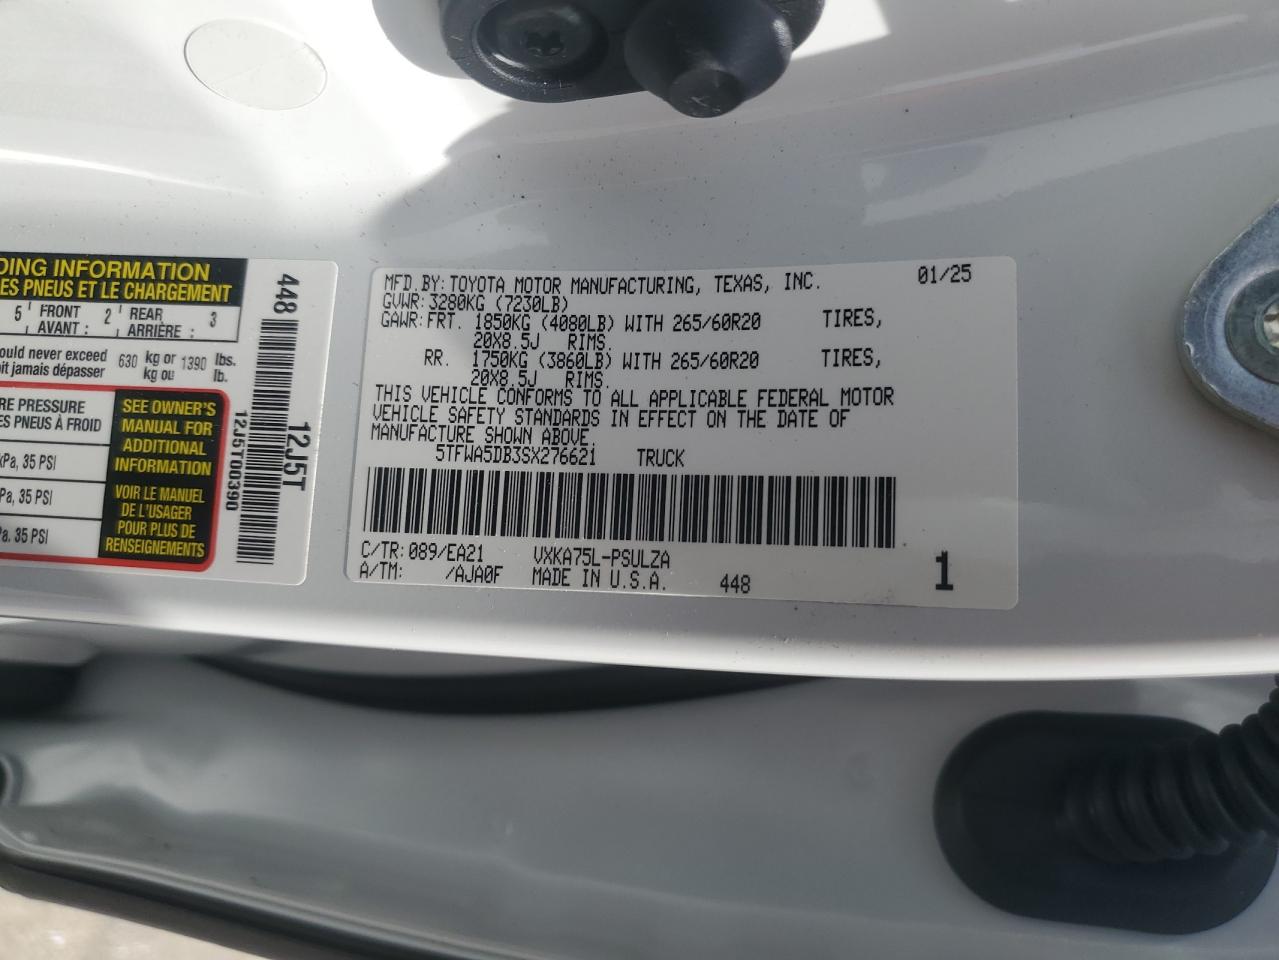 DING INFORMATION
ES PNEUS ET LE CHARGEMENT
5 FRONT 2 REAR 3
AVANT : ARRIÈRE :
ould never exceed 630 kg or 1390 lbs.
oit jamais dépasser kg ou lb.
RE PRESSURE
ES PNEUS À FROID
kPa, 35 PSI
Pa, 35 PSI
Pa. 35 PSI
SEE OWNER'S
MANUAL FOR
ADDITIONAL
INFORMATION
VOIR LE MANUEL
DE L'USAGER
POUR PLUS DE
RENSEIGNEMENTS
448
12J5T
12J5T00390
MFD.BY: TOYOTA MOTOR MANUFACTURING, TEXAS, INC. 01/25
GVWR: 3280KG (7230LB)
GAWR: FRT. 1850KG (4080LB) WITH 265/60R20 TIRES,
20X8.5J RIMS.
RR. 1750KG (3860LB) WITH 265/60R20 TIRES,
20X8.5J RIMS.
THIS VEHICLE CONFORMS TO ALL APPLICABLE FEDERAL MOTOR
VEHICLE SAFETY STANDARDS IN EFFECT ON THE DATE OF
MANUFACTURE SHOWN ABOVE.
5TFWA5DB3SX276621 TRUCK
C/TR: 089/EA21 VXKA75L-PSULZA
A/TM: /AJA0F MADE IN U.S.A. 448 1